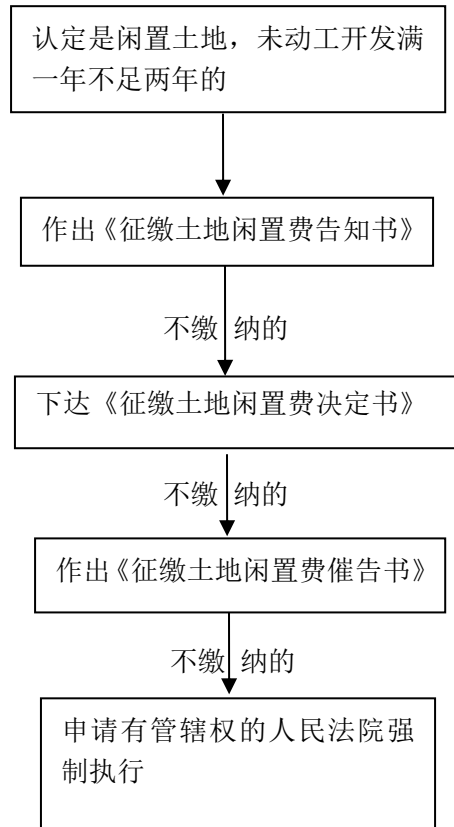 认定是闲置土地，未动工开发满
一年不足两年的
作出《征缴土地闲置费告知书》
不缴 纳的
下达《征缴土地闲置费决定书》
不缴 纳的
作出《征缴土地闲置费催告书》
不缴 纳的
申请有管辖权的人民法院强
制执行